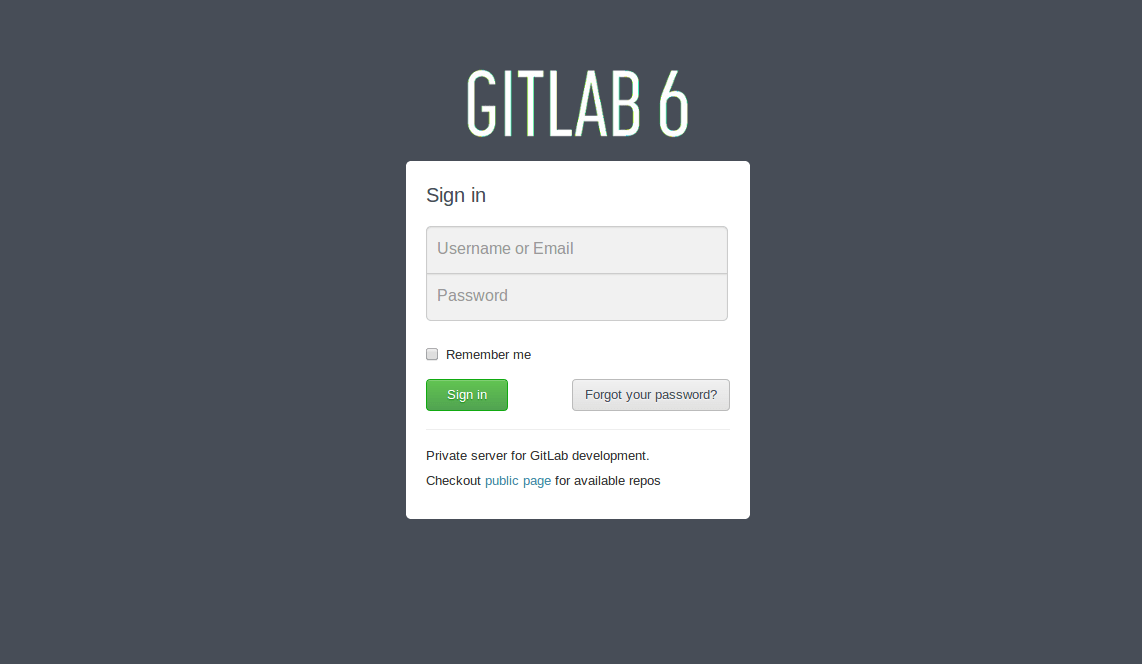 GITLAB 6
Sign in
Username or Email
Password
Remember me
Sign in
Forgot your password?
Private server for GitLab development.
Checkout public page for available repos